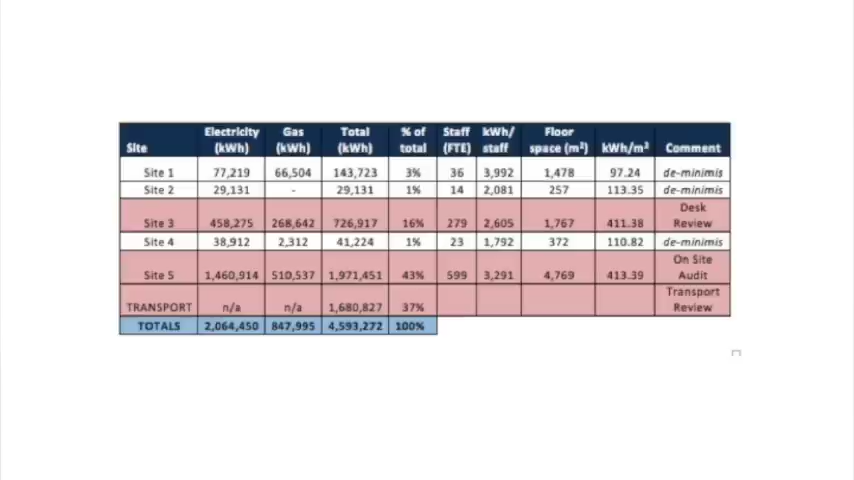 Site Electricity (kWh) Gas (kWh) Total (kWh) % of total Staff (FTE) kWh/ staff Floor space (m²) kWh/m² Comment
Site 1 77,219 66,504 143,723 3% 36 3,992 1,478 97.24 de-minimis
Site 2 29,131 - 29,131 1% 14 2,081 257 113.35 de-minimis
Site 3 458,275 268,642 726,917 16% 279 2,605 1,767 411.38 Desk Review
Site 4 38,912 2,312 41,224 1% 23 1,792 372 110.82 de-minimis
Site 5 1,460,914 510,537 1,971,451 43% 599 3,291 4,769 413.39 On Site Audit
TRANSPORT n/a n/a 1,680,827 37% Transport Review
TOTALS 2,064,450 847,995 4,593,272 100%